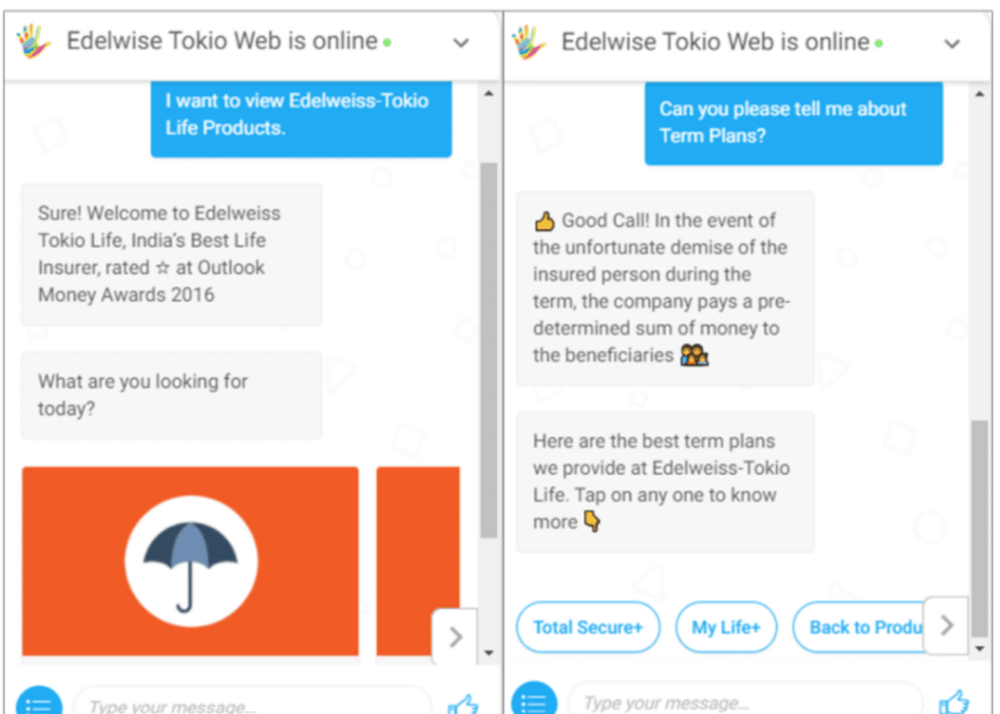 Edelwise Tokio Web is online
I want to view Edelweiss-Tokio
Life Products.
Sure! Welcome to Edelweiss
Tokio Life, India's Best Life
Insurer, rated ☆ at Outlook
Money Awards 2016
What are you looking for
today?
Type your message...
Edelwise Tokio Web is online
Can you please tell me about
Term Plans?
👍 Good Call! In the event of
the unfortunate demise of the
insured person during the
term, the company pays a pre-
determined sum of money to
the beneficiaries 👪
Here are the best term plans
we provide at Edelweiss-Tokio
Life. Tap on any one to know
more 👇
Total Secure+ My Life+ Back to Produ
Type your message...